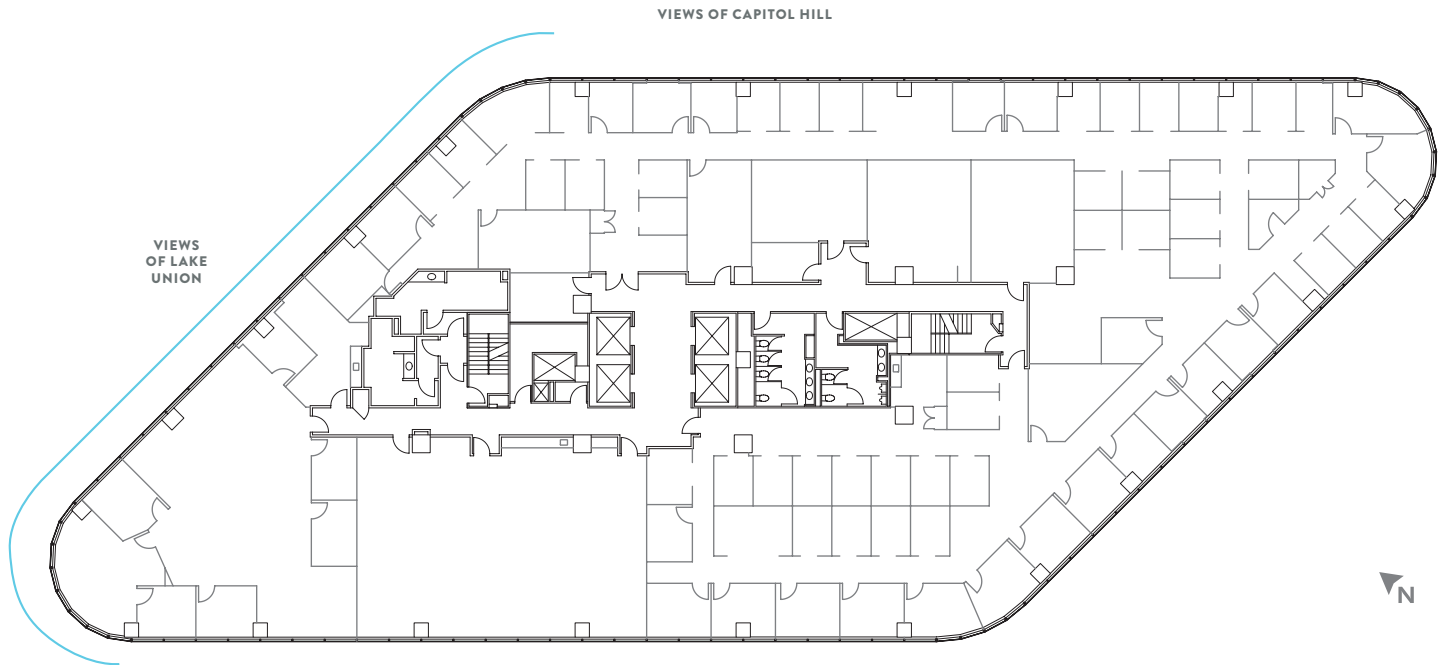 VIEWS OF CAPITOL HILL
VIEWS
OF LAKE
UNION
N